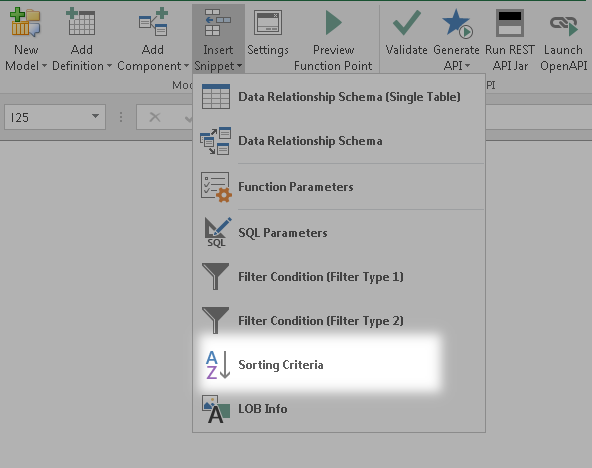 New Model
Add Definition
Add Component
Insert Snippet
Settings
Preview Function Point
Validate
Generate API
Run REST API Jar
Launch OpenAPI
Moc
PI
I25
Data Relationship Schema (Single Table)
Data Relationship Schema
Function Parameters
SQL
SQL Parameters
Filter Condition (Filter Type 1)
Filter Condition (Filter Type 2)
A
Z
Sorting Criteria
A
LOB Info